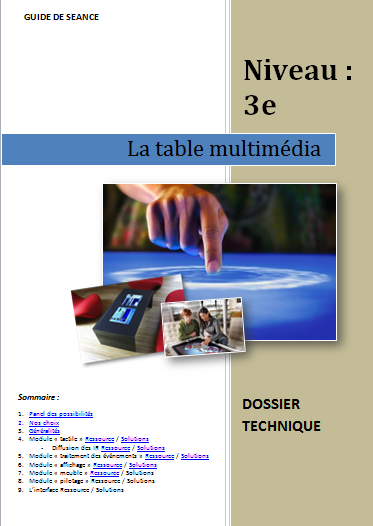 GUIDE DE SEANCE
Niveau :
3e
La table multimédia
Sommaire :
1. Panel des possibilités
2. Nos choix
3. Généralités
4. Module « tactile » Ressource / Solutions
- Diffusion des IR Ressource / Solutions
5. Module « traitement des événements » Ressource / Solutions
6. Module « affichage » Ressource / Solutions
7. Module « meuble » Ressource / Solutions
8. Module « pilotage » Ressource / Solutions
9. L'interface Ressource / Solutions
DOSSIER
TECHNIQUE